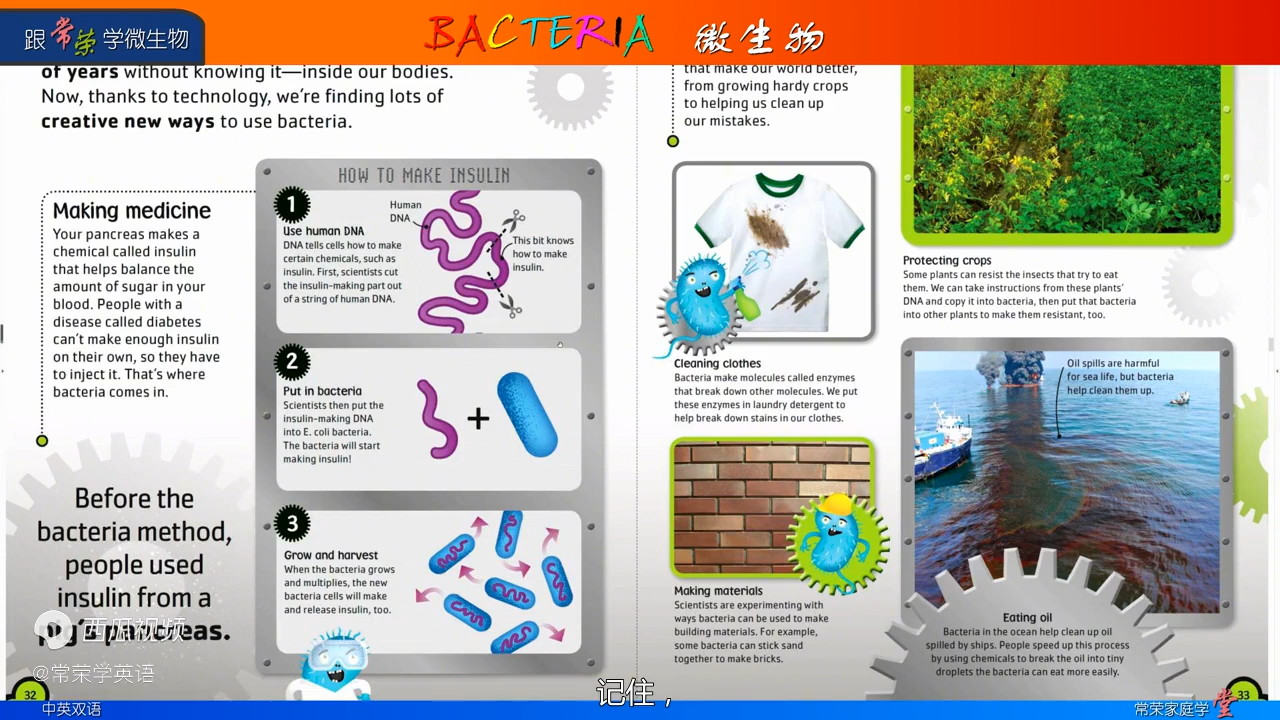 跟常荣学微生物
BACTERIA 微生物
of years without knowing it—inside our bodies.
Now, thanks to technology, we're finding lots of
creative new ways to use bacteria.
Making medicine
Your pancreas makes a
chemical called insulin
that helps balance the
amount of sugar in your
blood. People with a
disease called diabetes
can't make enough insulin
on their own, so they have
to inject it. That's where
bacteria comes in.
Before the
bacteria method,
people used
insulin from a
pig's pancreas.
HOW TO MAKE INSULIN
1
Use human DNA
DNA tells cells how to make
certain chemicals, such as
insulin. First, scientists cut
the insulin-making part out
of a string of human DNA.
Human
DNA
This bit knows
how to make
insulin.
2
Put in bacteria
Scientists then put the
insulin-making DNA
into E. coli bacteria.
The bacteria will start
making insulin!
+
3
Grow and harvest
When the bacteria grows
and multiplies, the new
bacteria cells will make
and release insulin, too.
that make our world better,
from growing hardy crops
to helping us clean up
our mistakes.
Cleaning clothes
Bacteria make molecules called enzymes
that break down other molecules. We put
these enzymes in laundry detergent to
help break down stains in our clothes.
Making materials
Scientists are experimenting with
ways bacteria can be used to make
building materials. For example,
some bacteria can stick sand
together to make bricks.
Protecting crops
Some plants can resist the insects that try to eat
them. We can take instructions from these plants'
DNA and copy it into bacteria, then put that bacteria
into other plants to make them resistant, too.
Oil spills are harmful
for sea life, but bacteria
help clean them up.
Eating oil
Bacteria in the ocean help clean up oil
spilled by ships. People speed up this process
by using chemicals to break the oil into tiny
droplets the bacteria can eat more easily.
西瓜视频
@常荣学英语
32
33
记住，
中英双语
常荣家庭学堂